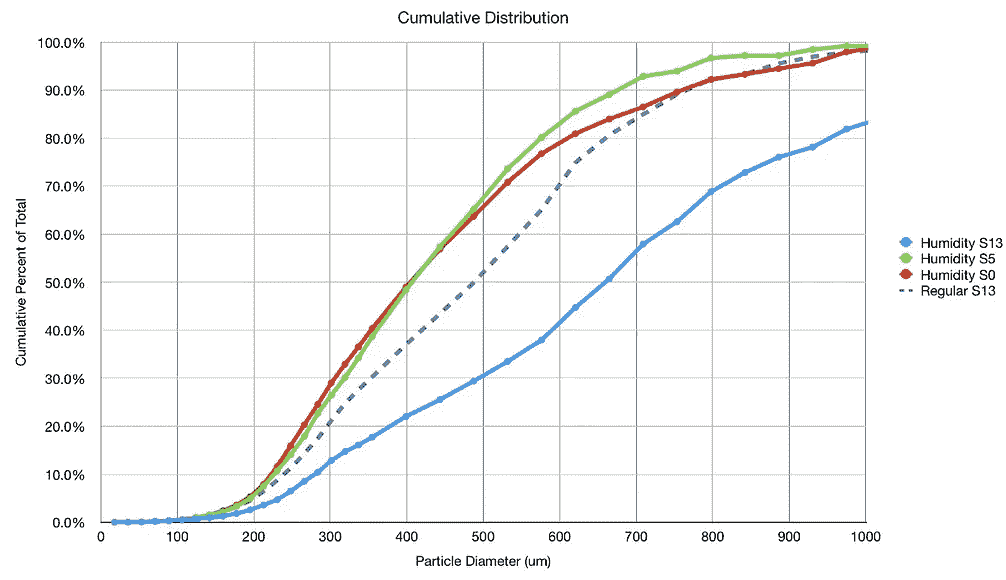 Cumulative Distribution
100.0%
90.0%
80.0%
70.0%
60.0%
50.0%
40.0%
30.0%
20.0%
10.0%
0.0%
Cumulative Percent of Total
0 100 200 300 400 500 600 700 800 900 1000
Particle Diameter (um)
Humidity S13
Humidity S5
Humidity S0
Regular S13